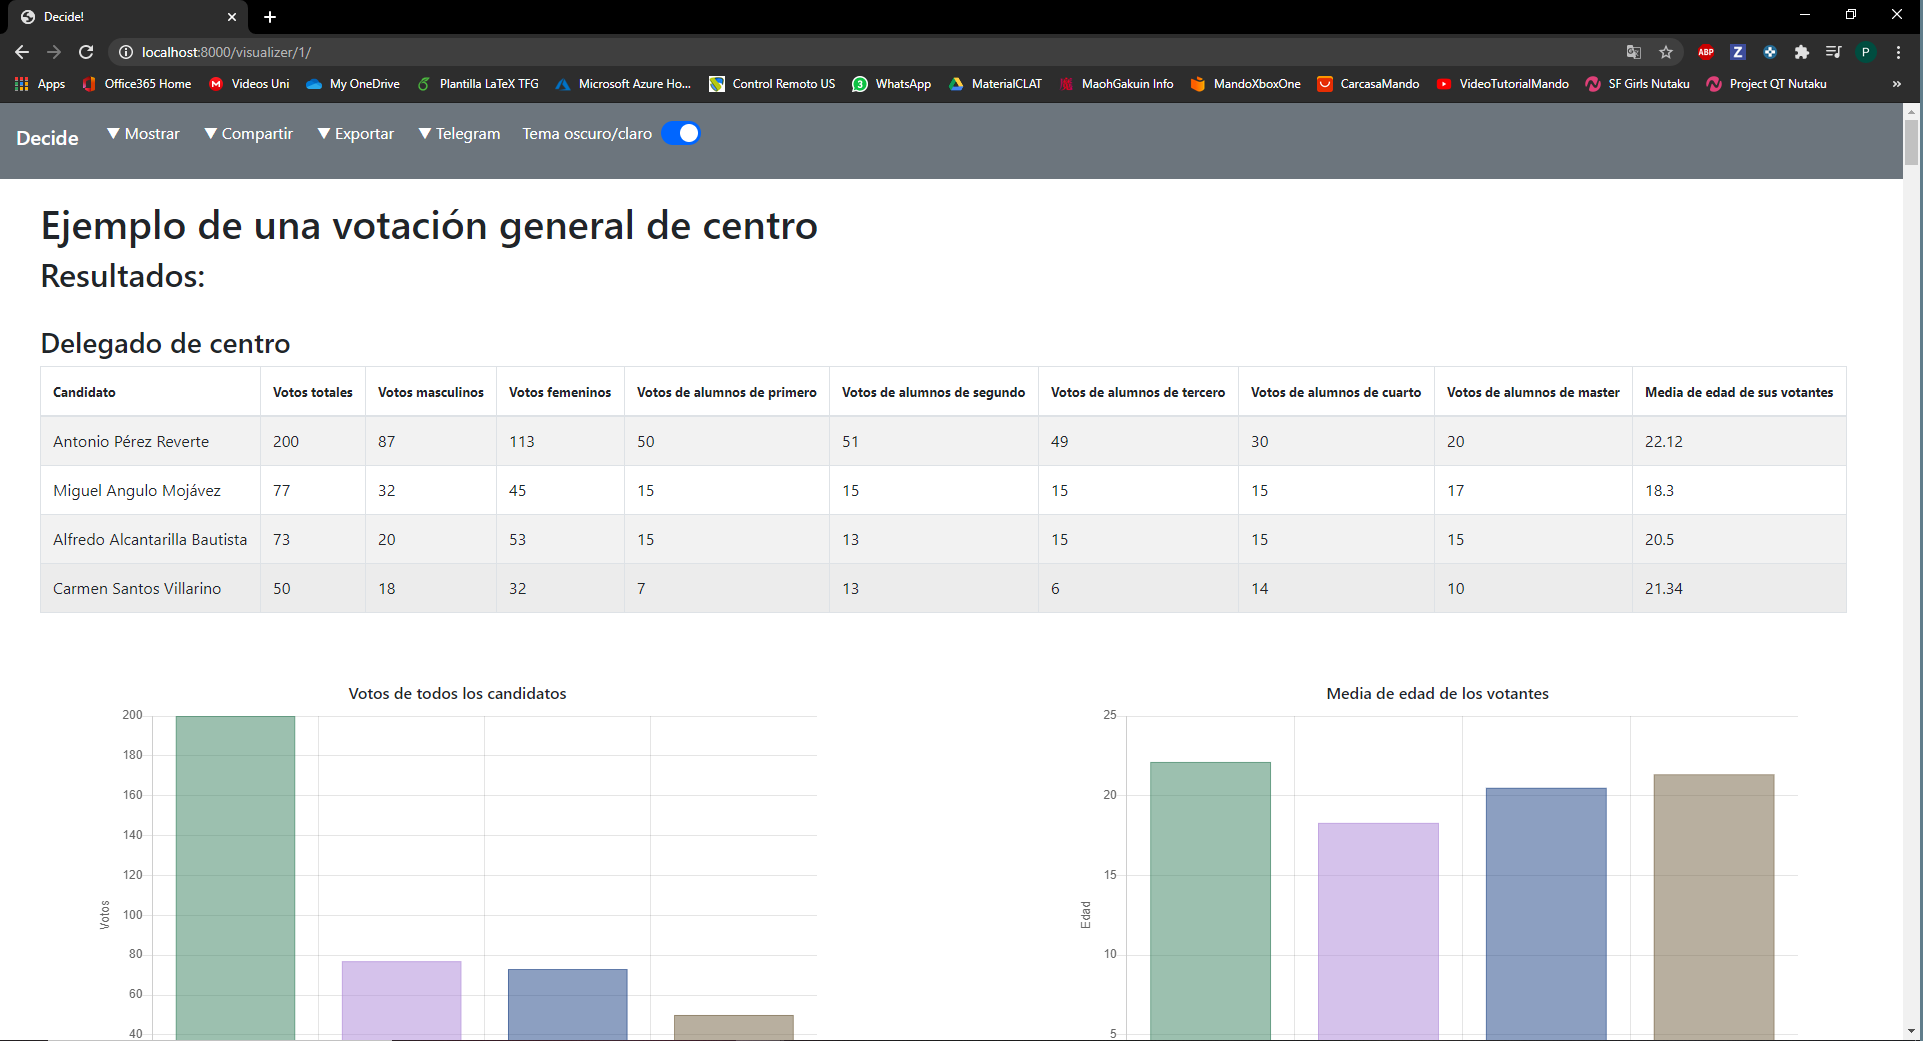 Decide!
localhost:8000/visualizer/1/
Apps Office365 Home Videos Uni My OneDrive Plantilla LaTeX TFG Microsoft Azure Ho... Control Remoto US WhatsApp MaterialCLAT MaohGakuin Info MandoXboxOne CarcasaMando VideoTutorialMando SF Girls Nutaku Project QT Nutaku »
Decide ▼ Mostrar ▼ Compartir ▼ Exportar ▼ Telegram Tema oscuro/claro
Ejemplo de una votación general de centro
Resultados:
Delegado de centro
Candidato Votos totales Votos masculinos Votos femeninos Votos de alumnos de primero Votos de alumnos de segundo Votos de alumnos de tercero Votos de alumnos de cuarto Votos de alumnos de master Media de edad de sus votantes
Antonio Pérez Reverte 200 87 113 50 51 49 30 20 22.12
Miguel Angulo Mojávez 77 32 45 15 15 15 15 17 18.3
Alfredo Alcantarilla Bautista 73 20 53 15 13 15 15 15 20.5
Carmen Santos Villarino 50 18 32 7 13 6 14 10 21.34
Votos de todos los candidatos
200
180
160
140
120
100
80
60
40
Votos
Media de edad de los votantes
25
20
15
10
5
Edad
ABP
Z
P
3